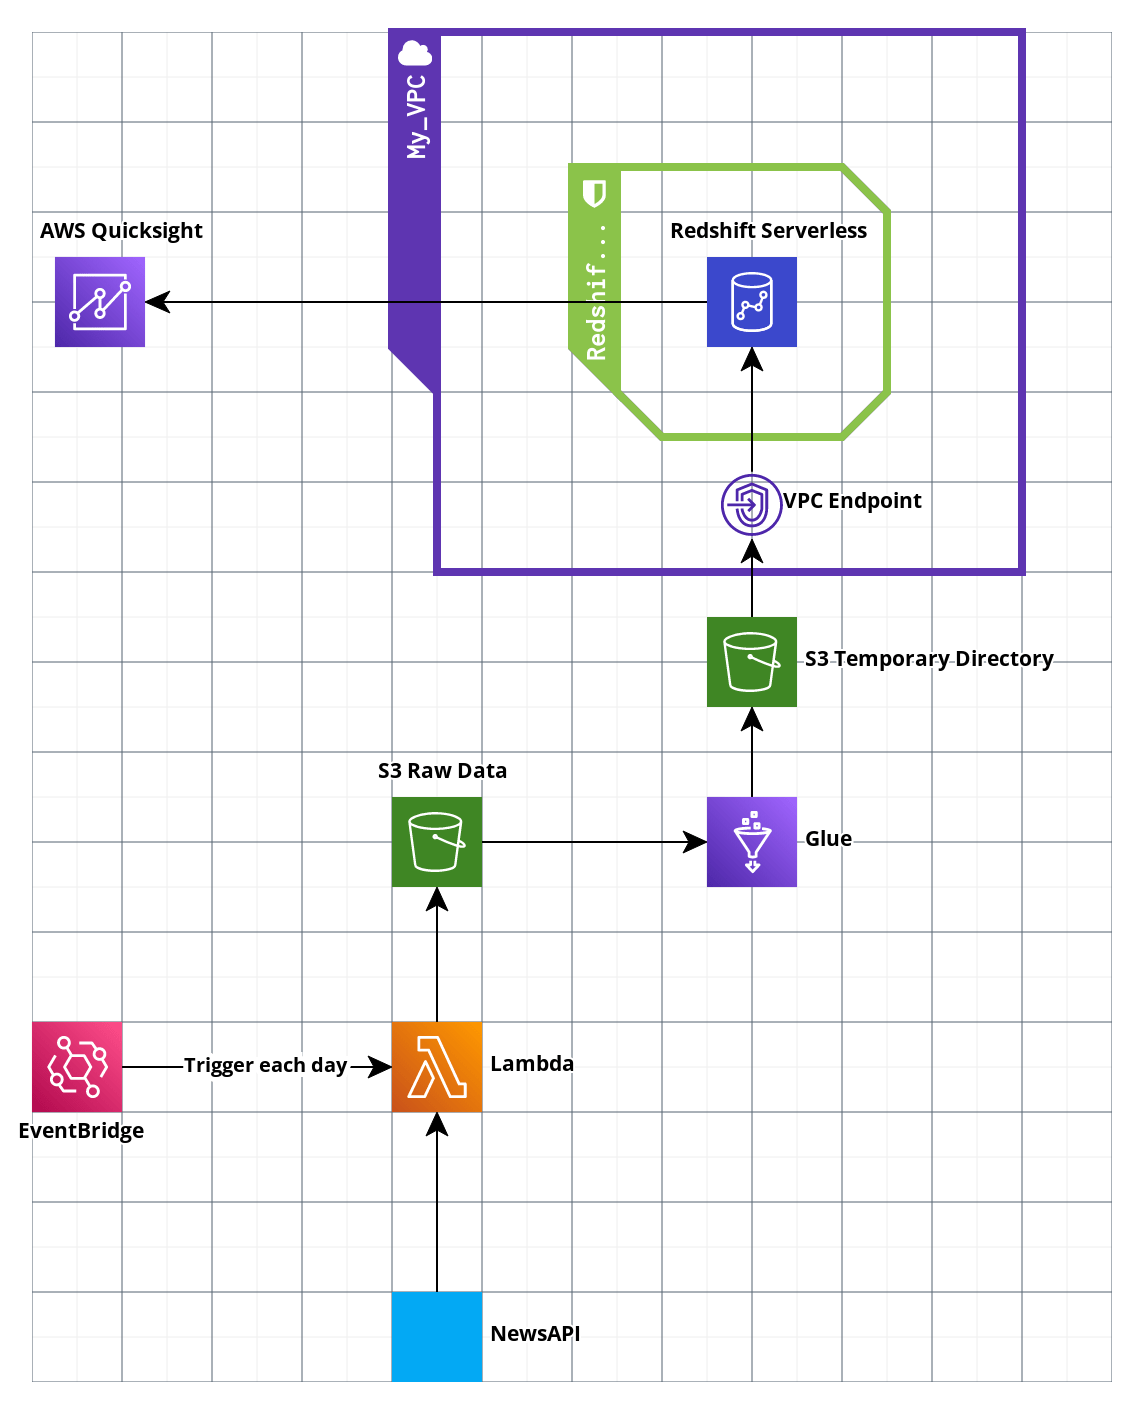 My_VPC
AWS Quicksight
Redshift Serverless
Redshif...
VPC Endpoint
S3 Temporary Directory
S3 Raw Data
Glue
Trigger each day
Lambda
EventBridge
NewsAPI